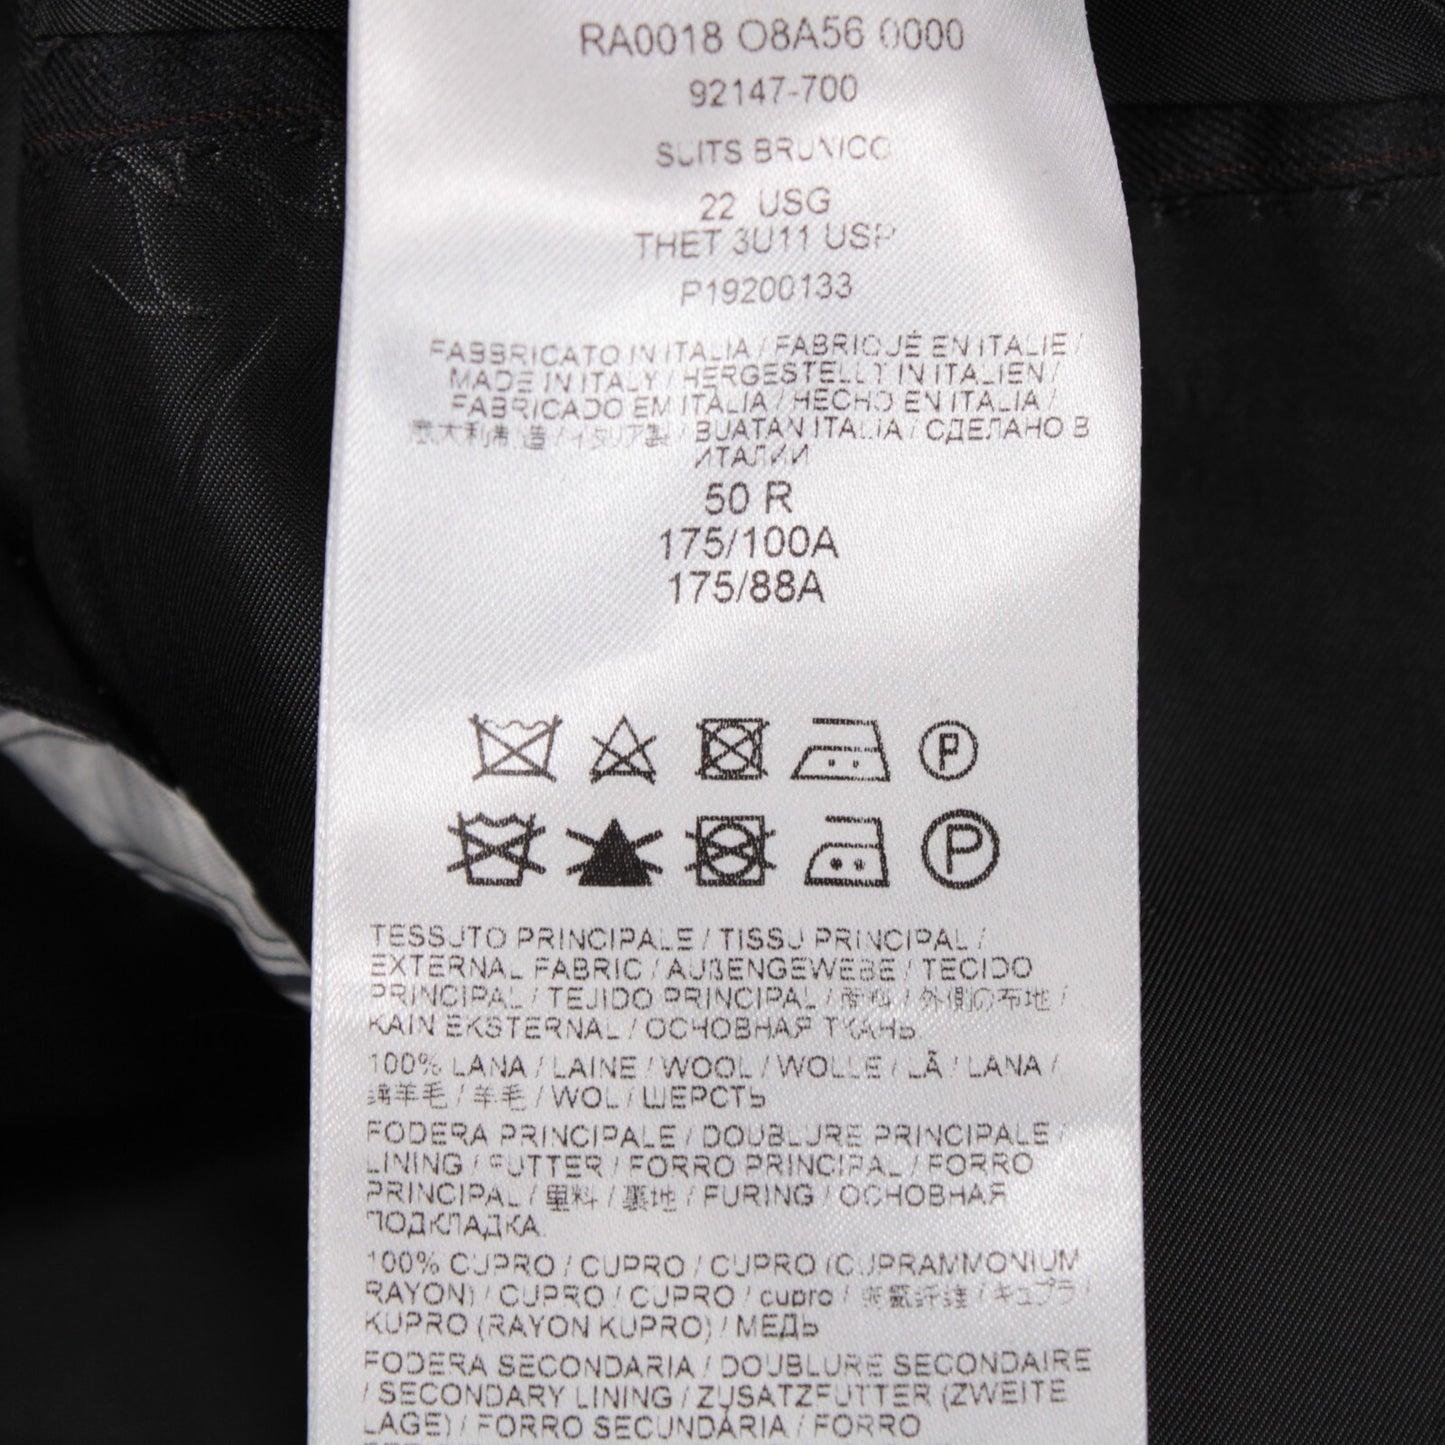 RA0018 O8A56 0000
92147-700
SUITS BRUNICO
22 USG
THET 3U11 USP
P19200133
FABBRICATO IN ITALIA / FABRIQUÉ EN ITALIE /
MADE IN ITALY / HERGESTELLT IN ITALIEN /
FABRICADO EM ITÁLIA / HECHO EN ITALIA /
意大利制造 / イタリア製 / BUATAN ITALIA / СДЕЛАНО В
ИТАЛИИ
50 R
175/100A
175/88A
P
P
TESSUTO PRINCIPALE / TISSU PRINCIPAL /
EXTERNAL FABRIC / AUßENGEWEBE / TECIDO
PRINCIPAL / TEJIDO PRINCIPAL / 面料 / 外側の布地 /
KAIN EKSTERNAL / ОСНОВНАЯ ТКАНЬ
100% LANA / LAINE / WOOL / WOLLE / LÃ / LANA /
绵羊毛 / 羊毛 / WOL / ШЕРСТЬ
FODERA PRINCIPALE / DOUBLURE PRINCIPALE /
LINING / FUTTER / FORRO PRINCIPAL / FORRO
PRINCIPAL / 里料 / 裏地 / FURING / ОСНОВНАЯ
ПОДКЛАДКА
100% CUPRO / CUPRO / CUPRO (CUPRAMMONIUM
RAYON) / CUPRO / CUPRO / cupro / 铜氨纤维 / キュプラ /
KUPRO (RAYON KUPRO) / МЕДЬ
FODERA SECONDARIA / DOUBLURE SECONDAIRE
/ SECONDARY LINING / ZUSATZFUTTER (ZWEITE
LAGE) / FORRO SECUNDÁRIA / FORRO